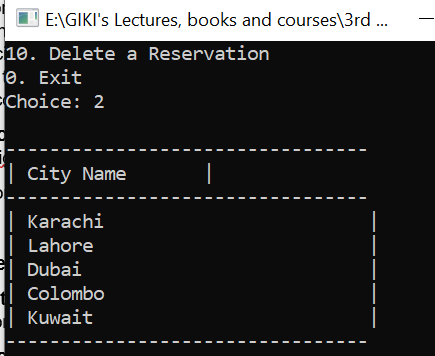 E:\GIKI's Lectures, books and courses\3rd ...
10. Delete a Reservation
0. Exit
Choice: 2
---------------------------------
| City Name       |
---------------------------------
| Karachi                        |
| Lahore                         |
| Dubai                          |
| Colombo                        |
| Kuwait                         |
---------------------------------